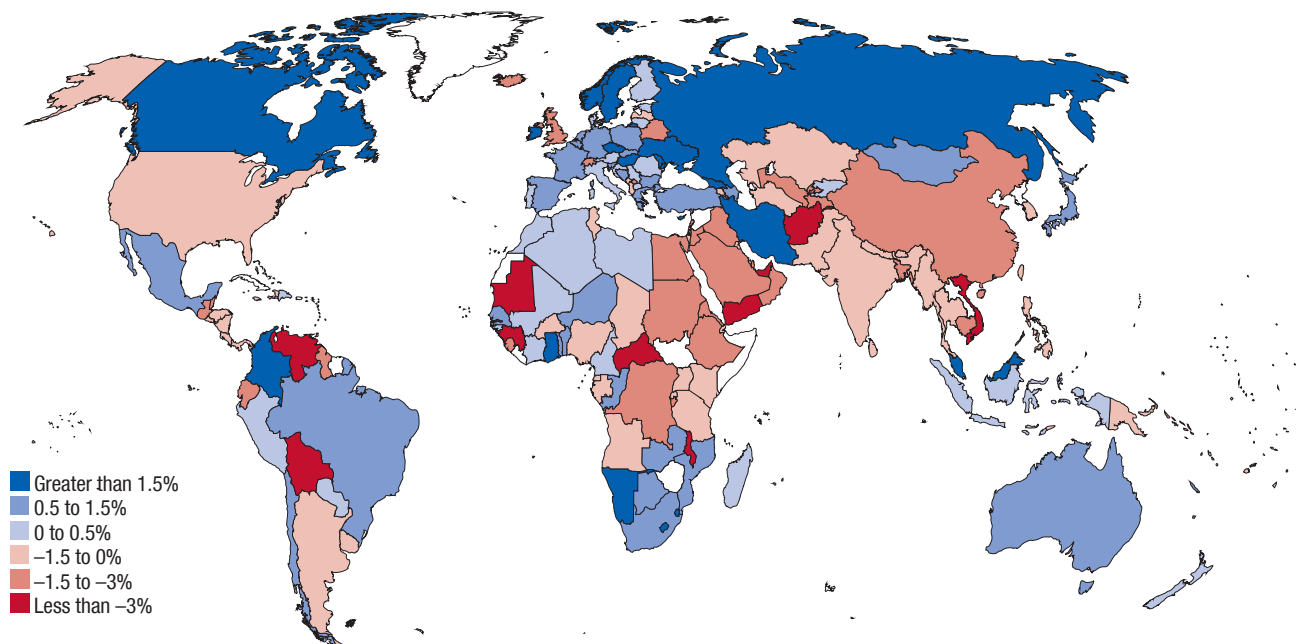 Greater than 1.5%
0.5 to 1.5%
0 to 0.5%
–1.5 to 0%
–1.5 to –3%
Less than –3%